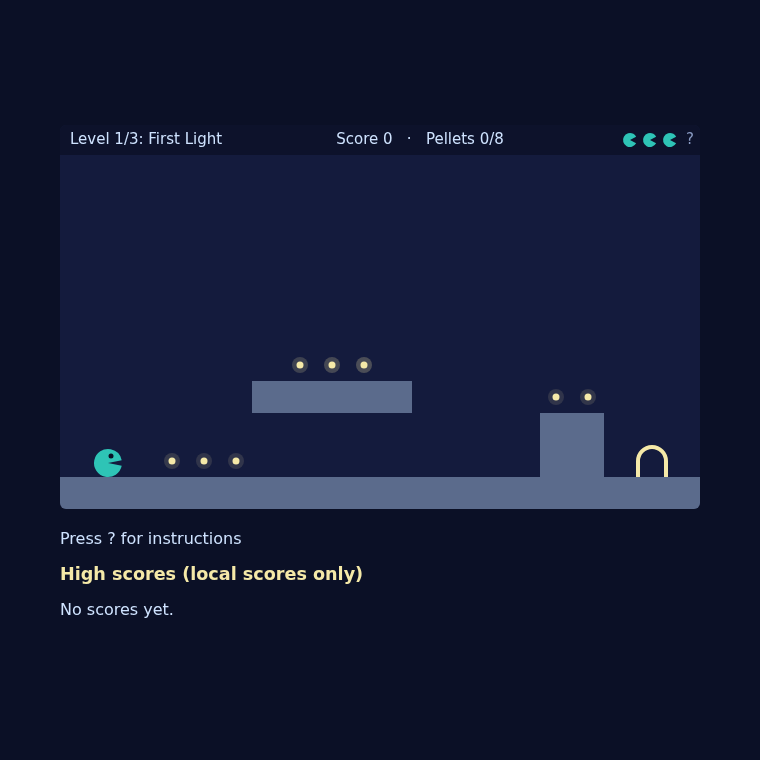 Level 1/3: First Light Score 0 · Pellets 0/8 ?
Press ? for instructions
High scores (local scores only)
No scores yet.